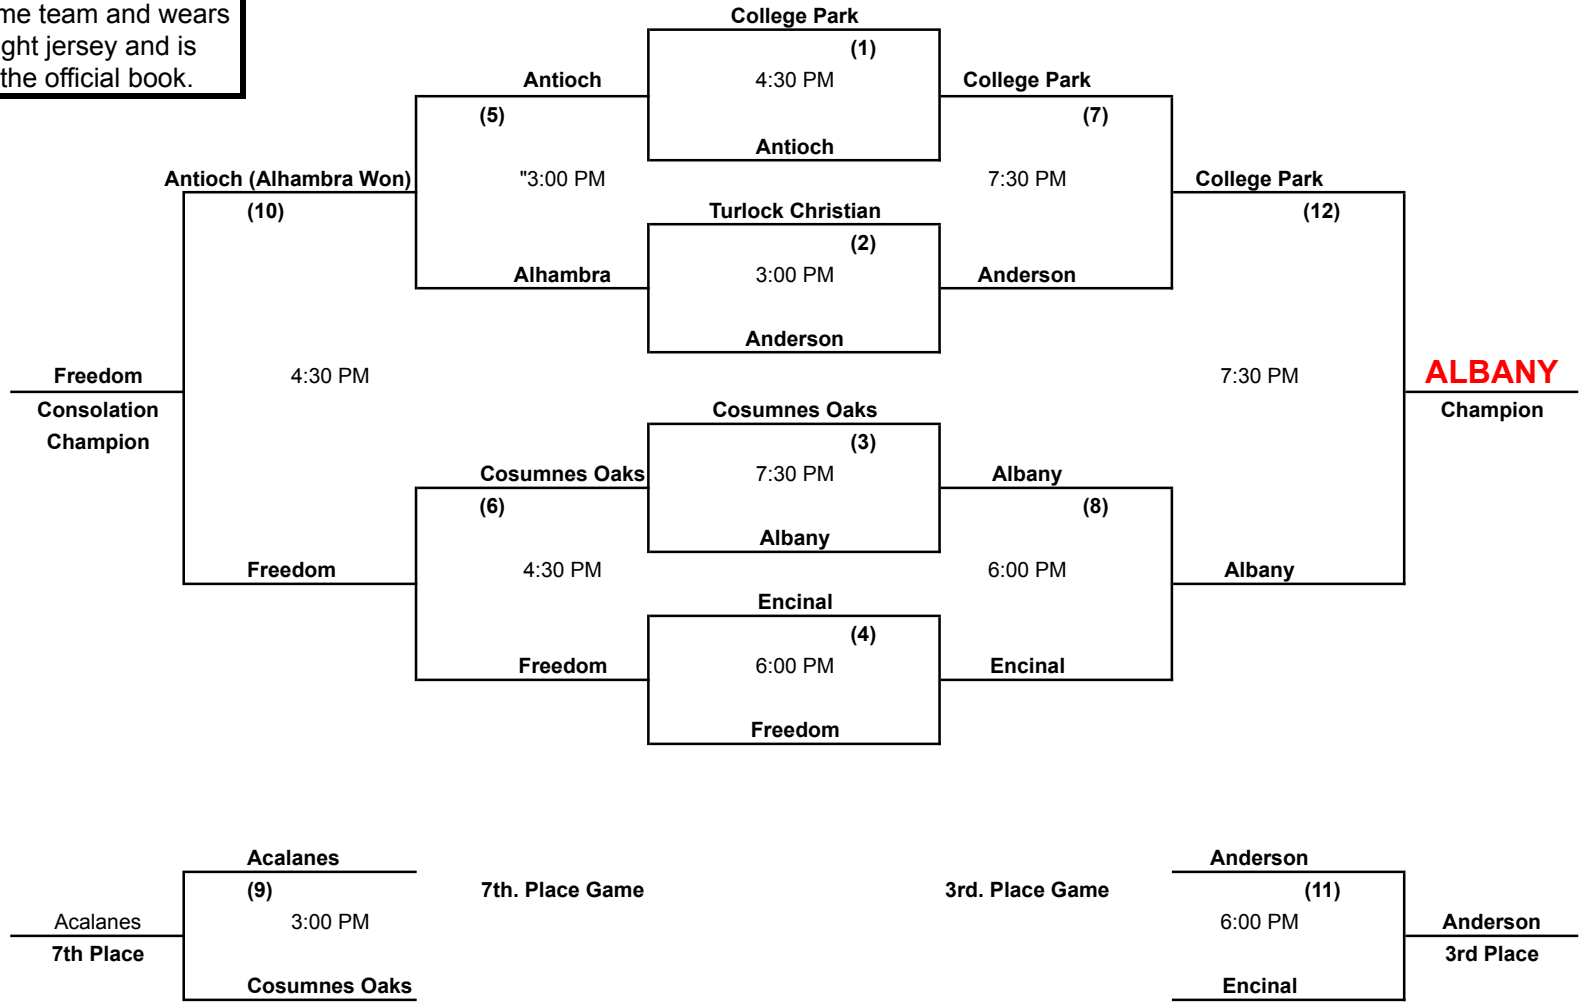 me team and wears
ght jersey and is
the official book.
College Park
(1)
Antioch 4:30 PM College Park
(5) (7)
Antioch
Antioch (Alhambra Won) "3:00 PM 7:30 PM College Park
(10) Turlock Christian (12)
(2)
Alhambra 3:00 PM Anderson
Anderson
Freedom 4:30 PM 7:30 PM ALBANY
Consolation Cosumnes Oaks Champion
Champion (3)
Cosumnes Oaks 7:30 PM Albany
(6) (8)
Albany
Freedom 4:30 PM 6:00 PM Albany
Encinal
(4)
Freedom 6:00 PM Encinal
Freedom
Acalanes Anderson
(9) 7th. Place Game 3rd. Place Game (11)
Acalanes 3:00 PM 6:00 PM Anderson
7th Place 3rd Place
Cosumnes Oaks Encinal